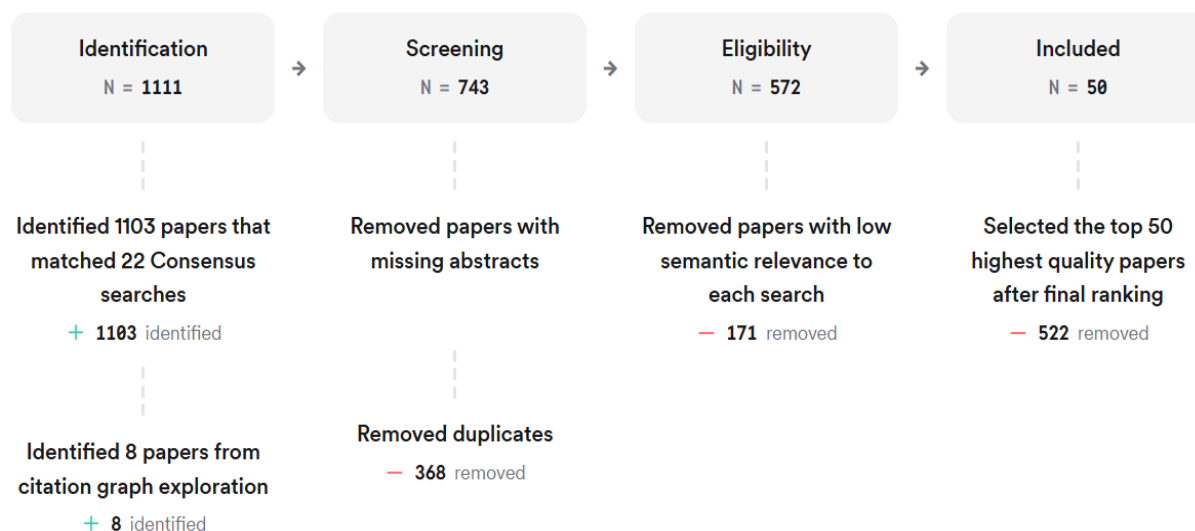 Identification
N = 1111
→
Screening
N = 743
→
Eligibility
N = 572
→
Included
N = 50
Identified 1103 papers that
matched 22 Consensus
searches
+ 1103 identified
Identified 8 papers from
citation graph exploration
+ 8 identified
Removed papers with
missing abstracts
Removed duplicates
— 368 removed
Removed papers with low
semantic relevance to
each search
— 171 removed
Selected the top 50
highest quality papers
after final ranking
— 522 removed